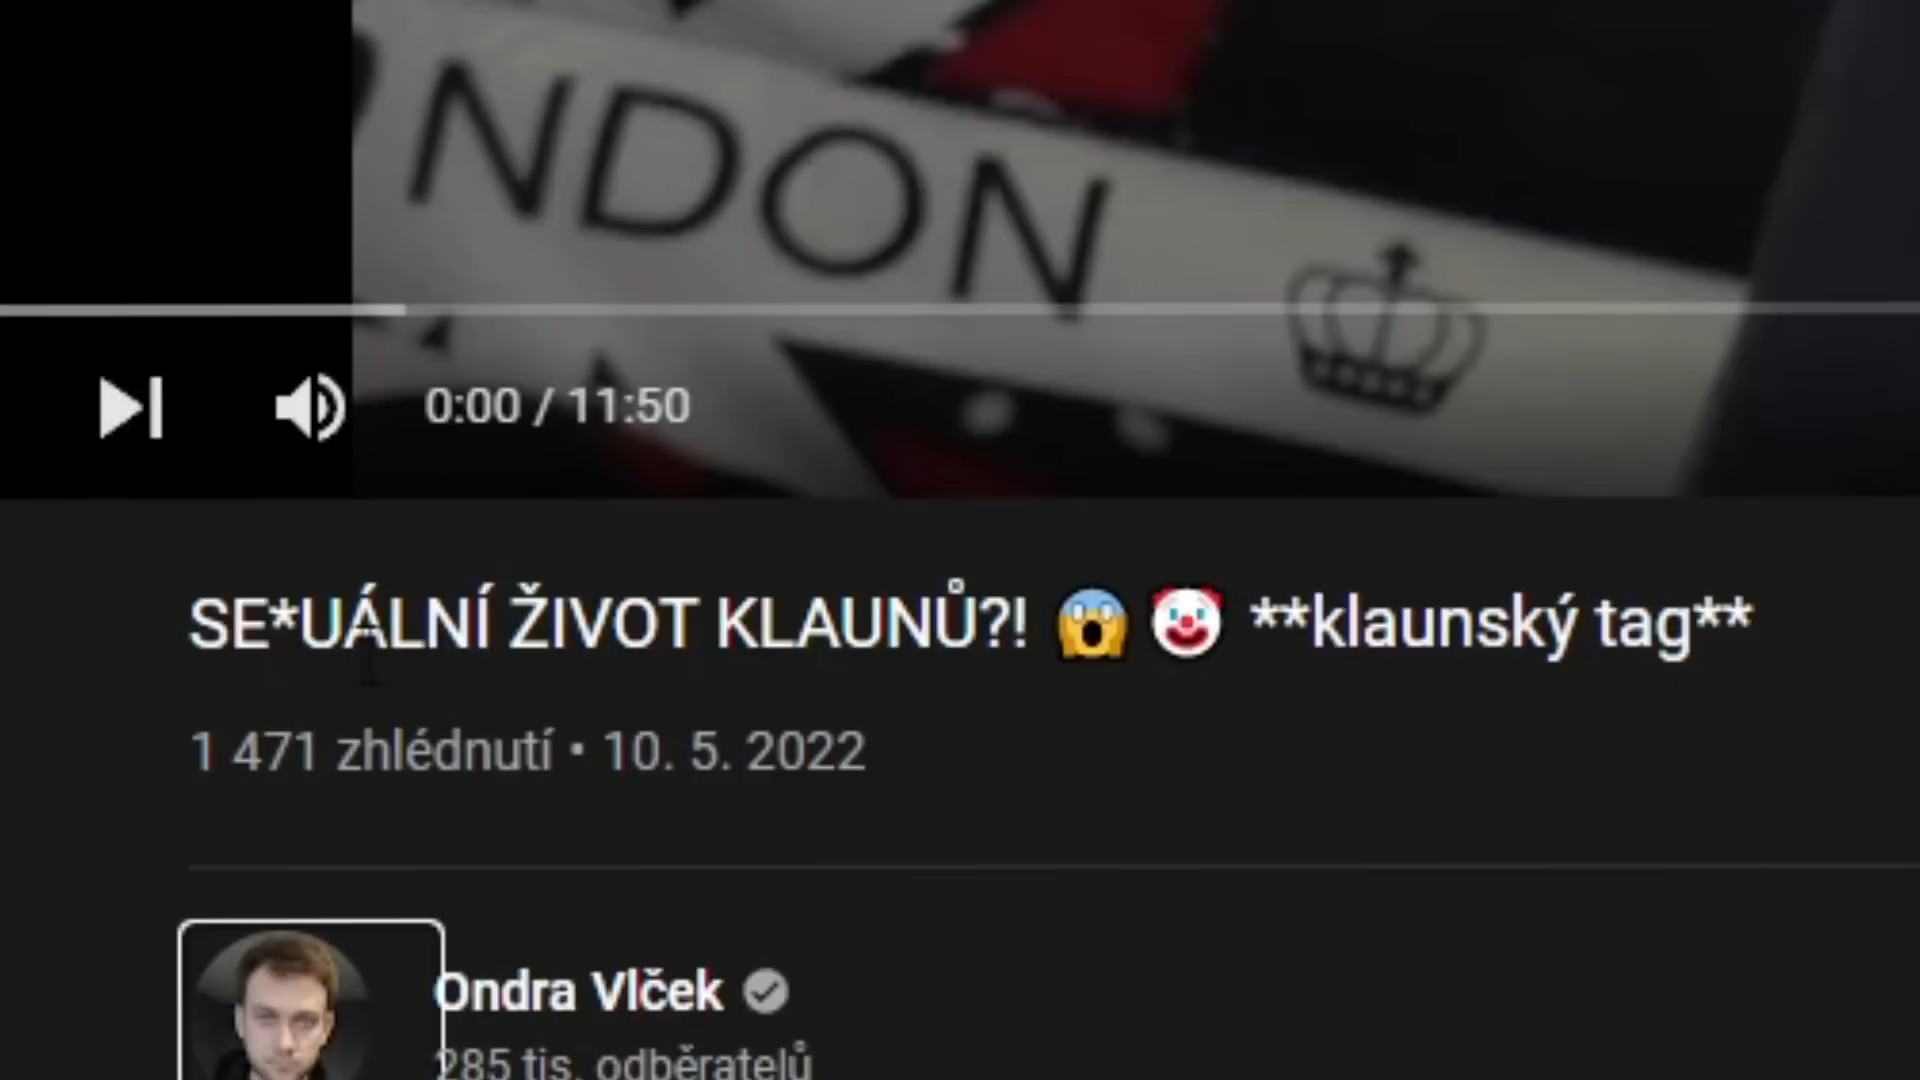 NDON
0:00 / 11:50
SE*UÁLNÍ ŽIVOT KLAUNŮ?! 😱 🤡 **klaunský tag**
1 471 zhlédnutí • 10. 5. 2022
Ondra Vlček
285 tis. odběratelů